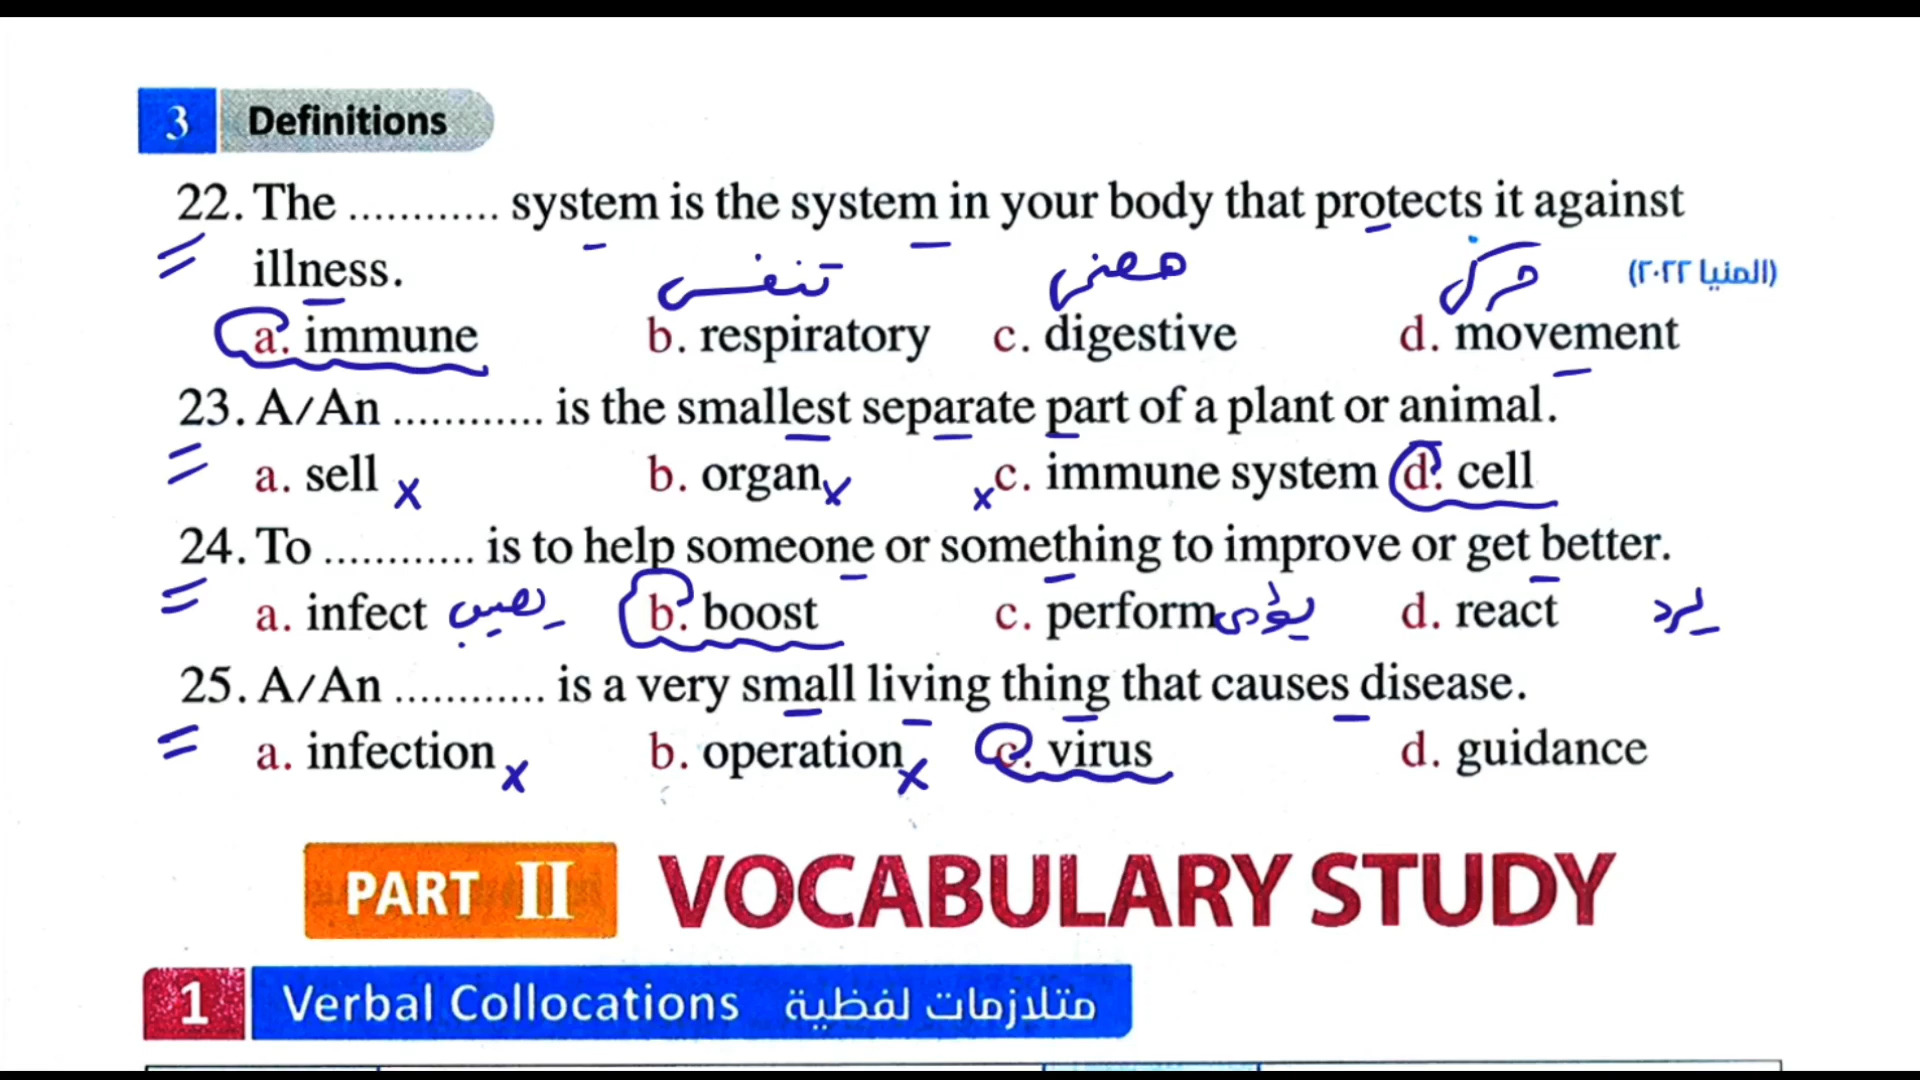 3 Definitions
22. The ............ system is the system in your body that protects it against
illness. (المنيا ٢٠٢٢)
تنفسى هضمى حركى
a. immune b. respiratory c. digestive d. movement
23. A/An ............ is the smallest separate part of a plant or animal.
a. sell x b. organ x x c. immune system d. cell
24. To ............ is to help someone or something to improve or get better.
a. infect يصيب b. boost c. perform يؤدى d. react يرد
25. A/An ............ is a very small living thing that causes disease.
a. infection x b. operation x c. virus d. guidance
PART II VOCABULARY STUDY
1 Verbal Collocations متلازمات لفظية